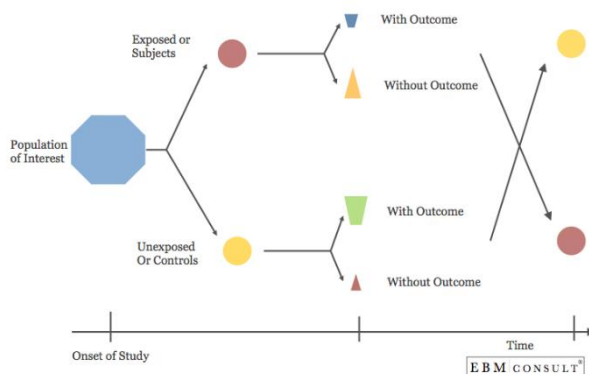 Exposed or
Subjects
With Outcome
Without Outcome
Population
of Interest
With Outcome
Unexposed
Or Controls
Without Outcome
Onset of Study
Time
EBM CONSULT®